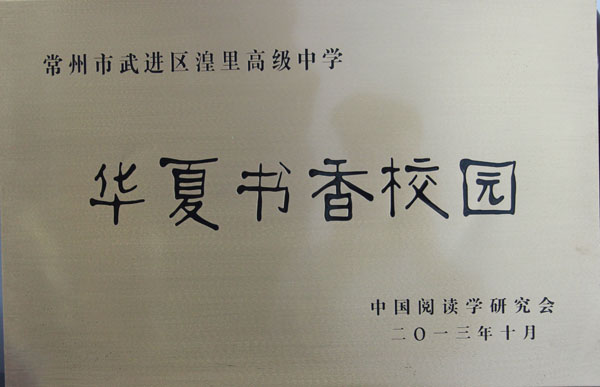 常州市武进区湟里高级中学
华夏书香校园
中国阅读学研究会
二〇一三年十月